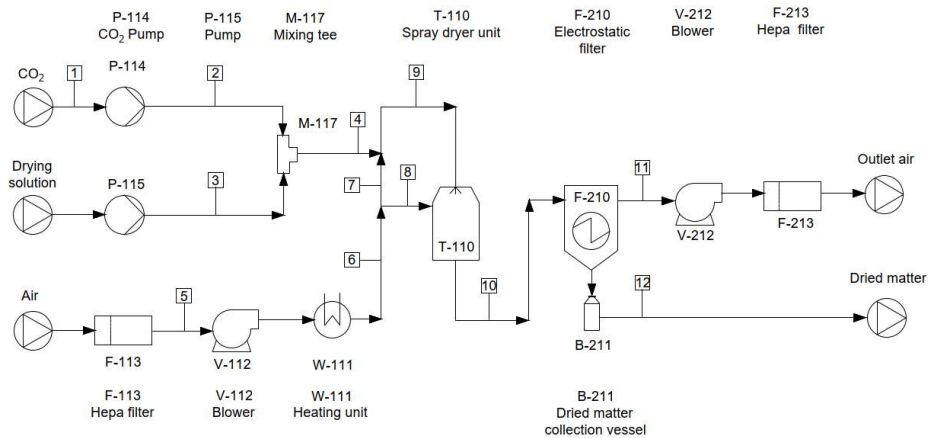 P-114
CO₂ Pump
P-115
Pump
M-117
Mixing tee
T-110
Spray dryer unit
F-210
Electrostatic
filter
V-212
Blower
F-213
Hepa filter
CO₂
1
P-114
2
9
M-117
4
Drying
solution
P-115
3
7
8
T-110
F-210
11
V-212
F-213
Outlet air
6
10
12
Dried matter
B-211
Air
5
F-113
V-112
W-111
F-113
Hepa filter
V-112
Blower
W-111
Heating unit
B-211
Dried matter
collection vessel